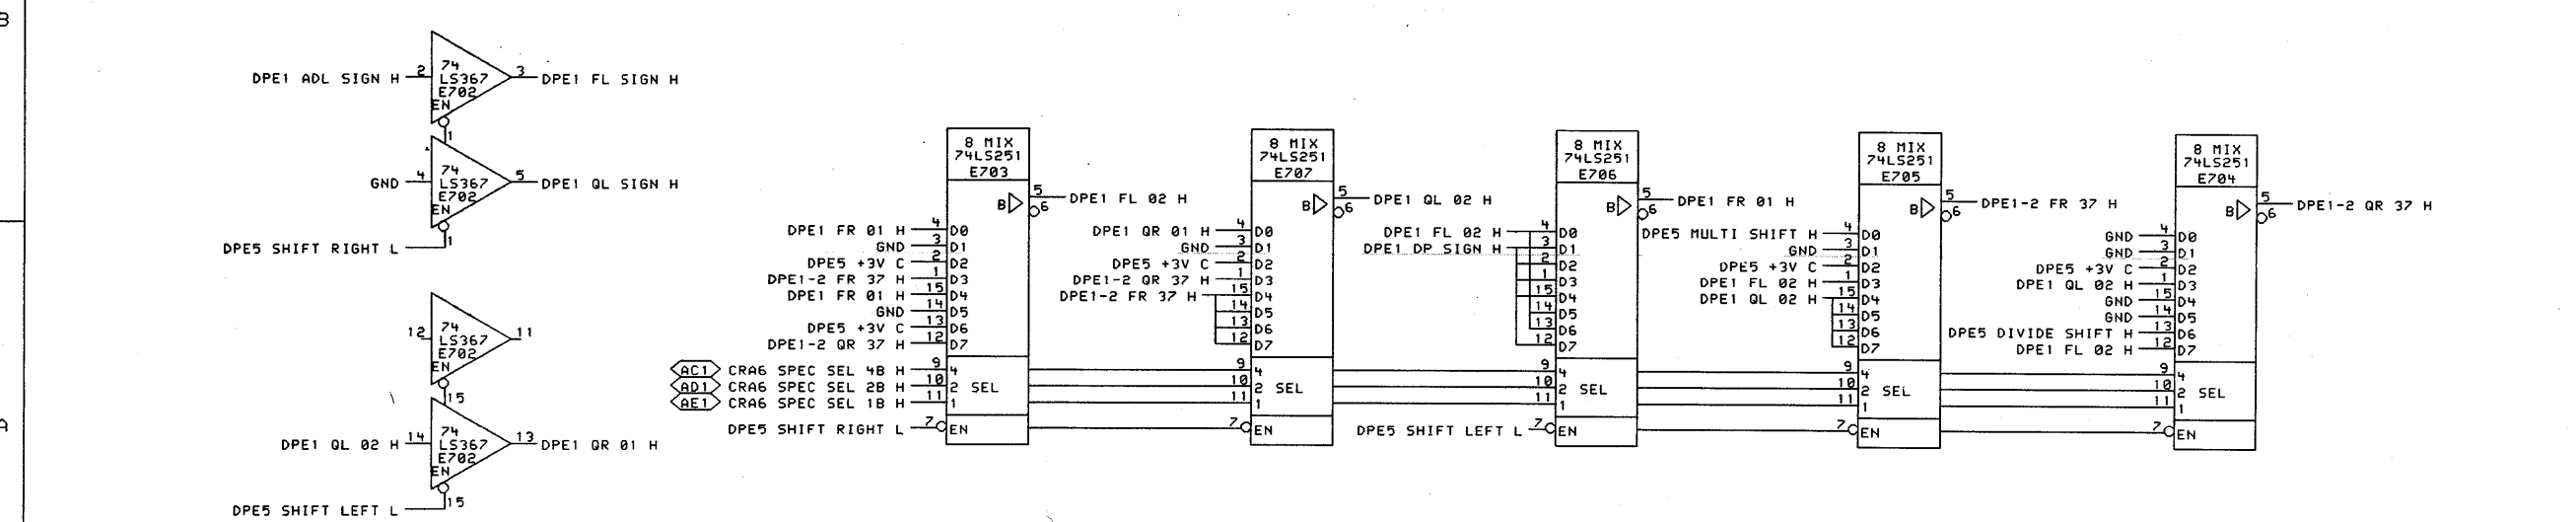 B
74
LS367
E702
EN
DPE1 ADL SIGN H 2
3 DPE1 FL SIGN H
1
74
LS367
E702
EN
GND 4
5 DPE1 QL SIGN H
DPE5 SHIFT RIGHT L
1
74
LS367
E702
EN
12
11
15
74
LS367
E702
EN
DPE1 QL 02 H 14
13 DPE1 QR 01 H
DPE5 SHIFT LEFT L
15
A
8 MIX
74LS251
E703
B
5 DPE1 FL 02 H
6
DPE1 FR 01 H 4 D0
GND 3 D1
DPE5 +3V C 2 D2
DPE1-2 FR 37 H 1 D3
DPE1 FR 01 H 15 D4
GND 14 D5
DPE5 +3V C 13 D6
DPE1-2 QR 37 H 12 D7
AC1 CRA6 SPEC SEL 4B H 9 4
AD1 CRA6 SPEC SEL 2B H 10 2 SEL
AE1 CRA6 SPEC SEL 1B H 11 1
DPE5 SHIFT RIGHT L 7 EN
8 MIX
74LS251
E707
B
5 DPE1 QL 02 H
6
DPE1 QR 01 H 4 D0
GND 3 D1
DPE5 +3V C 2 D2
DPE1-2 QR 37 H 1 D3
DPE1-2 FR 37 H 15 D4
14 D5
13 D6
12 D7
9 4
10 2 SEL
11 1
7 EN
8 MIX
74LS251
E706
B
5 DPE1 FR 01 H
6
DPE1 FL 02 H 4 D0
DPE1 DP SIGN H 3 D1
2 D2
1 D3
15 D4
14 D5
13 D6
12 D7
9 4
10 2 SEL
11 1
DPE5 SHIFT LEFT L 7 EN
8 MIX
74LS251
E705
B
5 DPE1-2 FR 37 H
6
DPE5 MULTI SHIFT H 4 D0
GND 3 D1
DPE5 +3V C 2 D2
DPE1 FL 02 H 1 D3
DPE1 QL 02 H 15 D4
14 D5
13 D6
12 D7
9 4
10 2 SEL
11 1
7 EN
8 MIX
74LS251
E704
B
5 DPE1-2 QR 37 H
6
GND 4 D0
GND 3 D1
DPE5 +3V C 2 D2
DPE1 QL 02 H 1 D3
GND 15 D4
GND 14 D5
DPE5 DIVIDE SHIFT H 13 D6
DPE1 FL 02 H 12 D7
9 4
10 2 SEL
11 1
7 EN